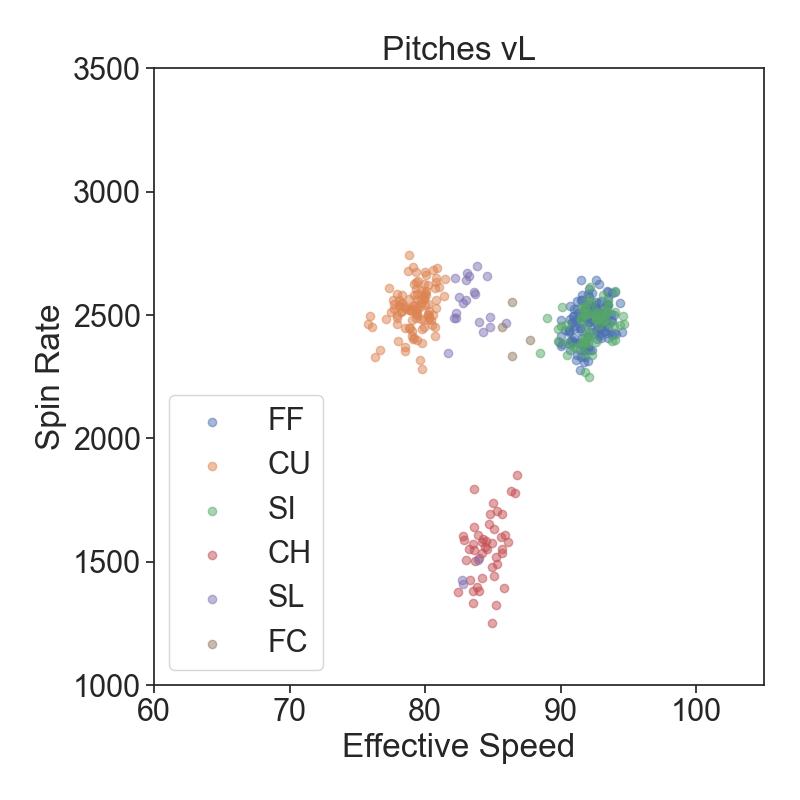 Pitches vL
3500
3000
2500
2000
1500
1000
Spin Rate
FF
CU
SI
CH
SL
FC
60 70 80 90 100
Effective Speed